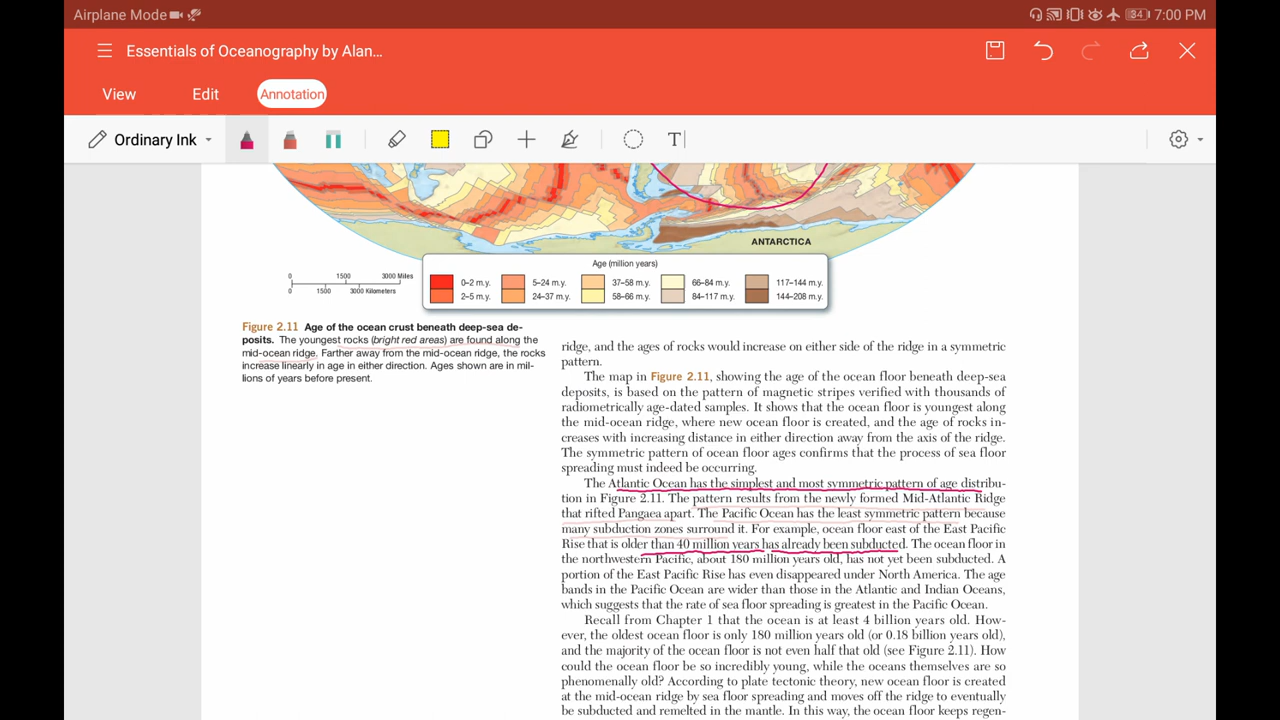 Airplane Mode
34 7:00 PM
Essentials of Oceanography by Alan...
View Edit Annotation
Ordinary Ink
T
ANTARCTICA
Age (million years)
0–2 m.y. 5–24 m.y. 37–58 m.y. 66–84 m.y. 117–144 m.y.
2–5 m.y. 24–37 m.y. 58–66 m.y. 84–117 m.y. 144–208 m.y.
0 1500 3000 Miles
0 1500 3000 Kilometers
Figure 2.11 Age of the ocean crust beneath deep-sea de-
posits. The youngest rocks (bright red areas) are found along the
mid-ocean ridge. Farther away from the mid-ocean ridge, the rocks
increase linearly in age in either direction. Ages shown are in mil-
lions of years before present.
ridge, and the ages of rocks would increase on either side of the ridge in a symmetric
pattern.
The map in Figure 2.11, showing the age of the ocean floor beneath deep-sea
deposits, is based on the pattern of magnetic stripes verified with thousands of
radiometrically age-dated samples. It shows that the ocean floor is youngest along
the mid-ocean ridge, where new ocean floor is created, and the age of rocks in-
creases with increasing distance in either direction away from the axis of the ridge.
The symmetric pattern of ocean floor ages confirms that the process of sea floor
spreading must indeed be occurring.
The Atlantic Ocean has the simplest and most symmetric pattern of age distribu-
tion in Figure 2.11. The pattern results from the newly formed Mid-Atlantic Ridge
that rifted Pangaea apart. The Pacific Ocean has the least symmetric pattern because
many subduction zones surround it. For example, ocean floor east of the East Pacific
Rise that is older than 40 million years has already been subducted. The ocean floor in
the northwestern Pacific, about 180 million years old, has not yet been subducted. A
portion of the East Pacific Rise has even disappeared under North America. The age
bands in the Pacific Ocean are wider than those in the Atlantic and Indian Oceans,
which suggests that the rate of sea floor spreading is greatest in the Pacific Ocean.
Recall from Chapter 1 that the ocean is at least 4 billion years old. How-
ever, the oldest ocean floor is only 180 million years old (or 0.18 billion years old),
and the majority of the ocean floor is not even half that old (see Figure 2.11). How
could the ocean floor be so incredibly young, while the oceans themselves are so
phenomenally old? According to plate tectonic theory, new ocean floor is created
at the mid-ocean ridge by sea floor spreading and moves off the ridge to eventually
be subducted and remelted in the mantle. In this way, the ocean floor keeps regen-